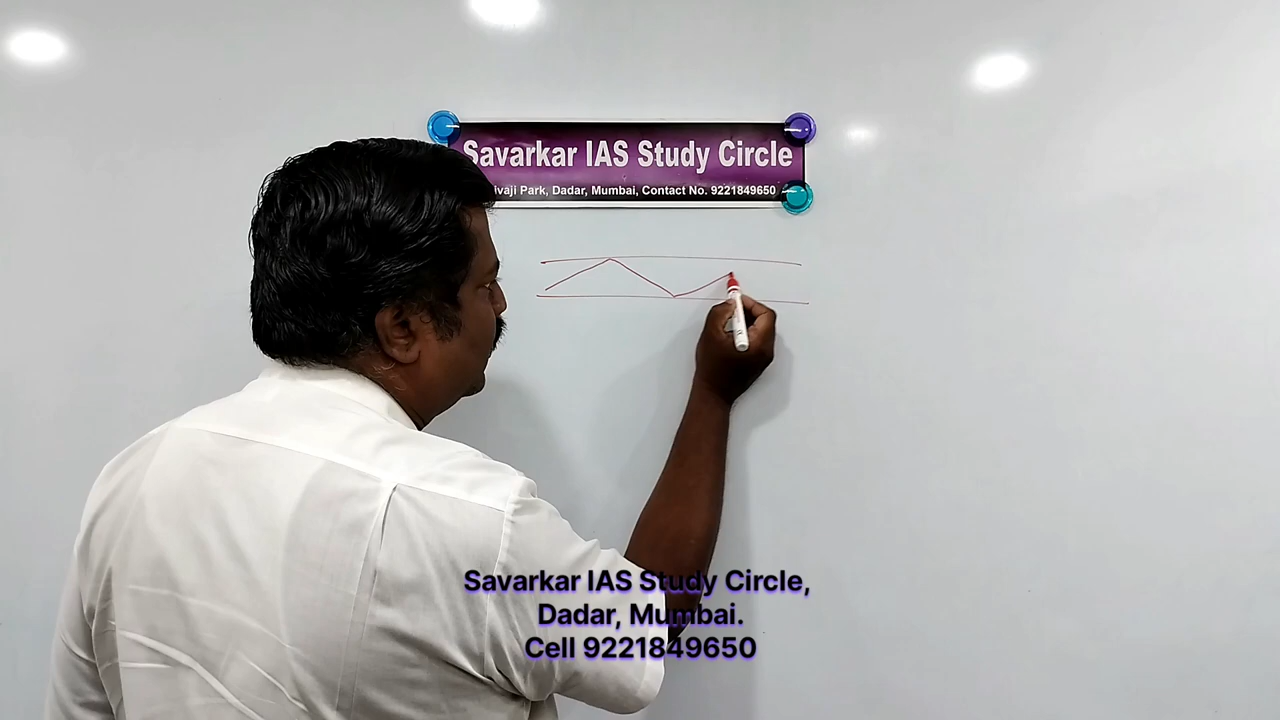 Savarkar IAS Study Circle
ivaji Park, Dadar, Mumbai, Contact No. 9221849650
Savarkar IAS Study Circle,
Dadar, Mumbai.
Cell 9221849650